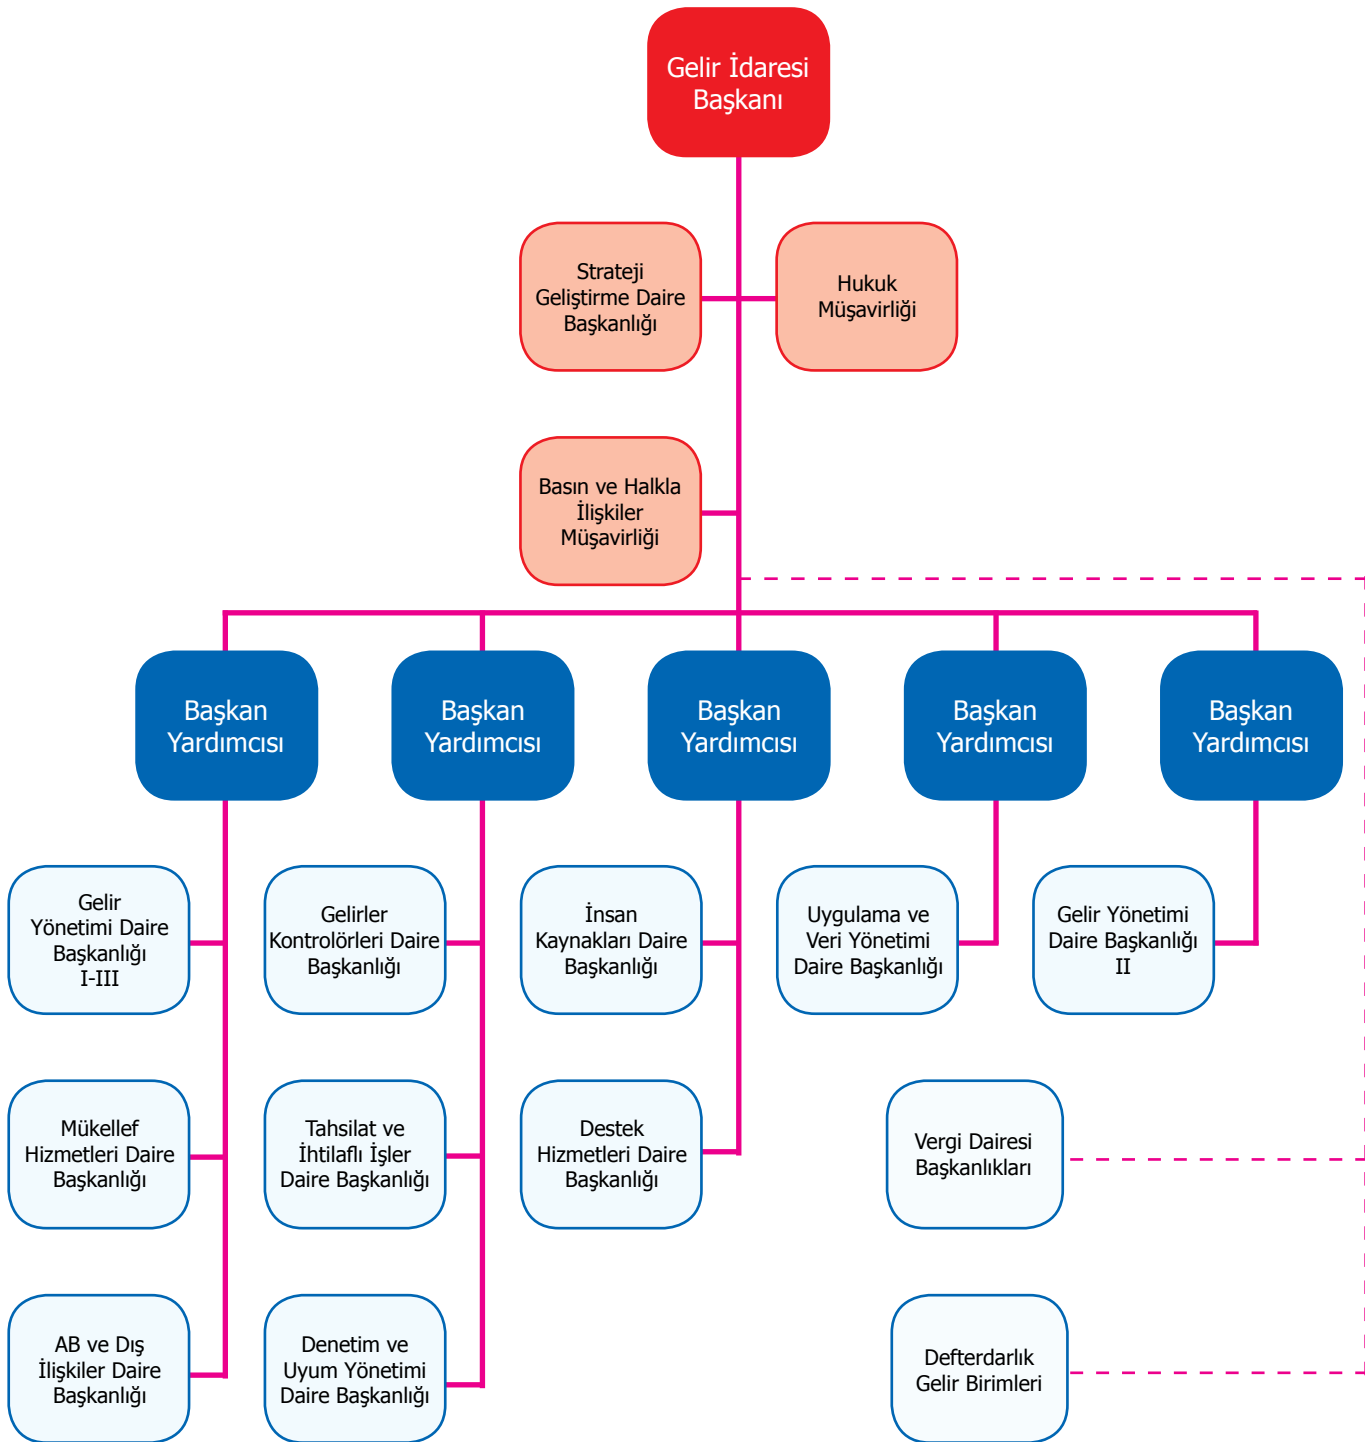 Gelir İdaresi
Başkanı
Strateji
Geliştirme Daire
Başkanlığı
Hukuk
Müşavirliği
Basın ve Halkla
İlişkiler
Müşavirliği
Başkan
Yardımcısı
Başkan
Yardımcısı
Başkan
Yardımcısı
Başkan
Yardımcısı
Başkan
Yardımcısı
Gelir
Yönetimi Daire
Başkanlığı
I-III
Gelirler
Kontrolörleri Daire
Başkanlığı
İnsan
Kaynakları Daire
Başkanlığı
Uygulama ve
Veri Yönetimi
Daire Başkanlığı
Gelir Yönetimi
Daire Başkanlığı
II
Mükellef
Hizmetleri Daire
Başkanlığı
Tahsilat ve
İhtilaflı İşler
Daire Başkanlığı
Destek
Hizmetleri Daire
Başkanlığı
Vergi Dairesi
Başkanlıkları
AB ve Dış
İlişkiler Daire
Başkanlığı
Denetim ve
Uyum Yönetimi
Daire Başkanlığı
Defterdarlık
Gelir Birimleri